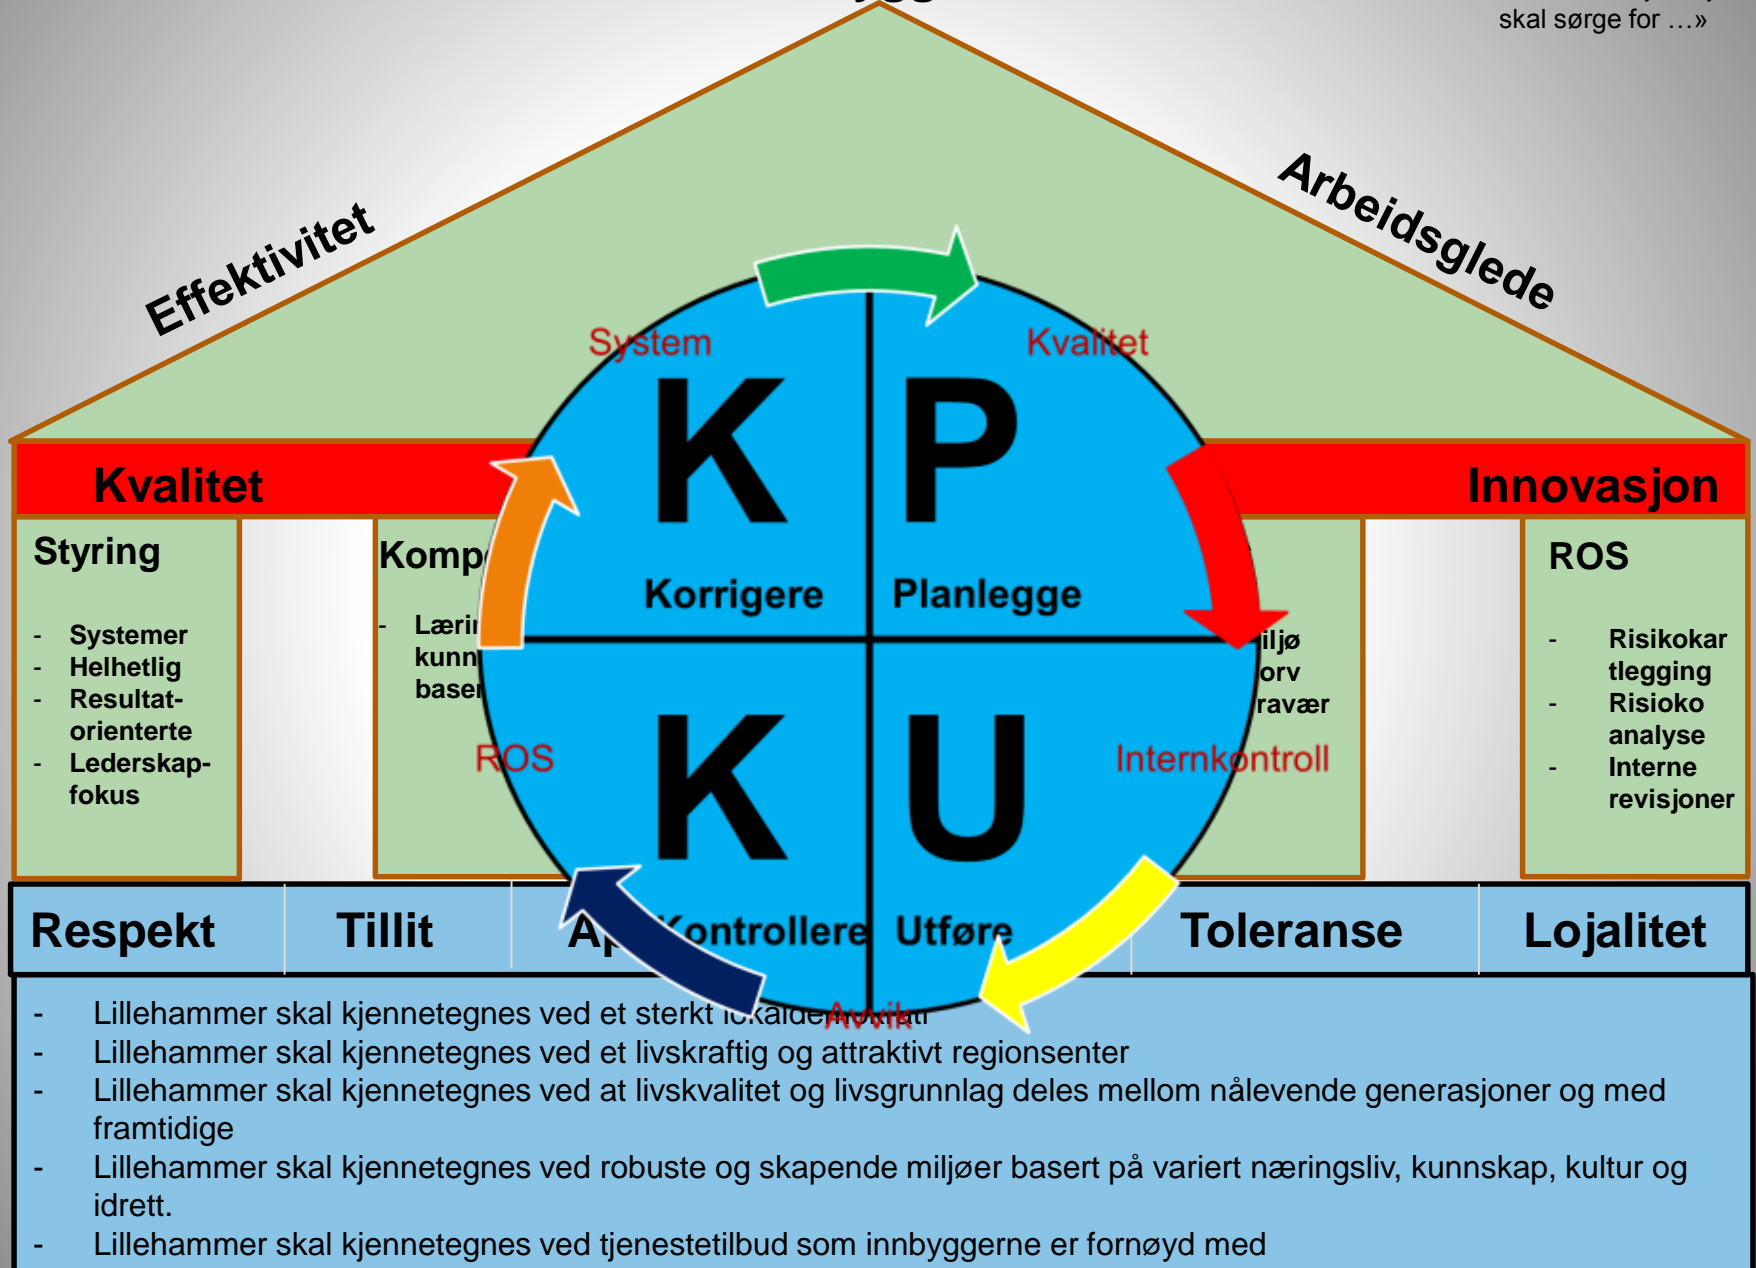 skal sørge for …»
Effektivitet
Arbeidsglede
System
Kvalitet
K P
Korrigere
Planlegge
K U
Kontrollere
Utføre
ROS
Internkontroll
Avvik
Kvalitet
Innovasjon
Styring
- Systemer
- Helhetlig
- Resultat-
orienterte
- Lederskap-
fokus
ROS
- Risikokar
tlegging
- Risioko
analyse
- Interne
revisjoner
Respekt
Tillit
Toleranse
Lojalitet
- Lillehammer skal kjennetegnes ved et sterkt lokaldemokrati
- Lillehammer skal kjennetegnes ved et livskraftig og attraktivt regionsenter
- Lillehammer skal kjennetegnes ved at livskvalitet og livsgrunnlag deles mellom nålevende generasjoner og med
framtidige
- Lillehammer skal kjennetegnes ved robuste og skapende miljøer basert på variert næringsliv, kunnskap, kultur og
idrett.
- Lillehammer skal kjennetegnes ved tjenestetilbud som innbyggerne er fornøyd med